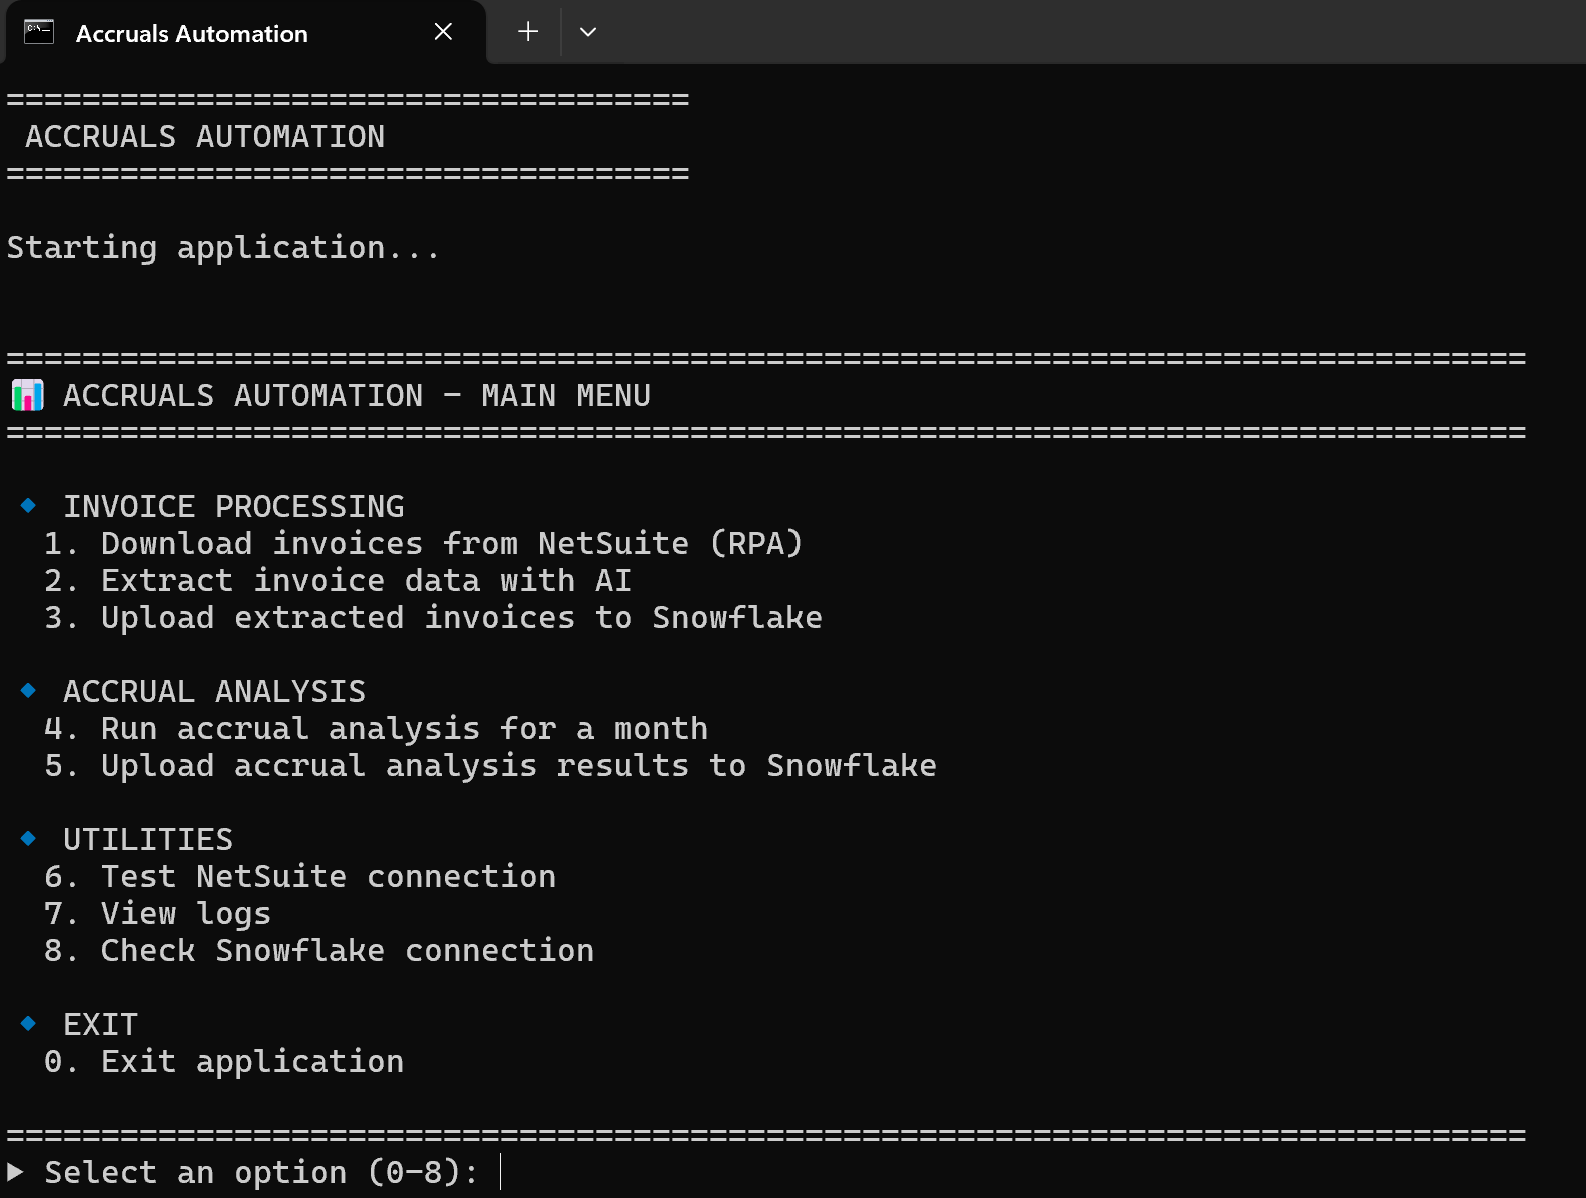 Accruals Automation
====================================
ACCRUALS AUTOMATION
====================================
Starting application...
================================================================================
ACCRUALS AUTOMATION - MAIN MENU
================================================================================
INVOICE PROCESSING
1. Download invoices from NetSuite (RPA)
2. Extract invoice data with AI
3. Upload extracted invoices to Snowflake
ACCRUAL ANALYSIS
4. Run accrual analysis for a month
5. Upload accrual analysis results to Snowflake
UTILITIES
6. Test NetSuite connection
7. View logs
8. Check Snowflake connection
EXIT
0. Exit application
================================================================================
► Select an option (0-8):